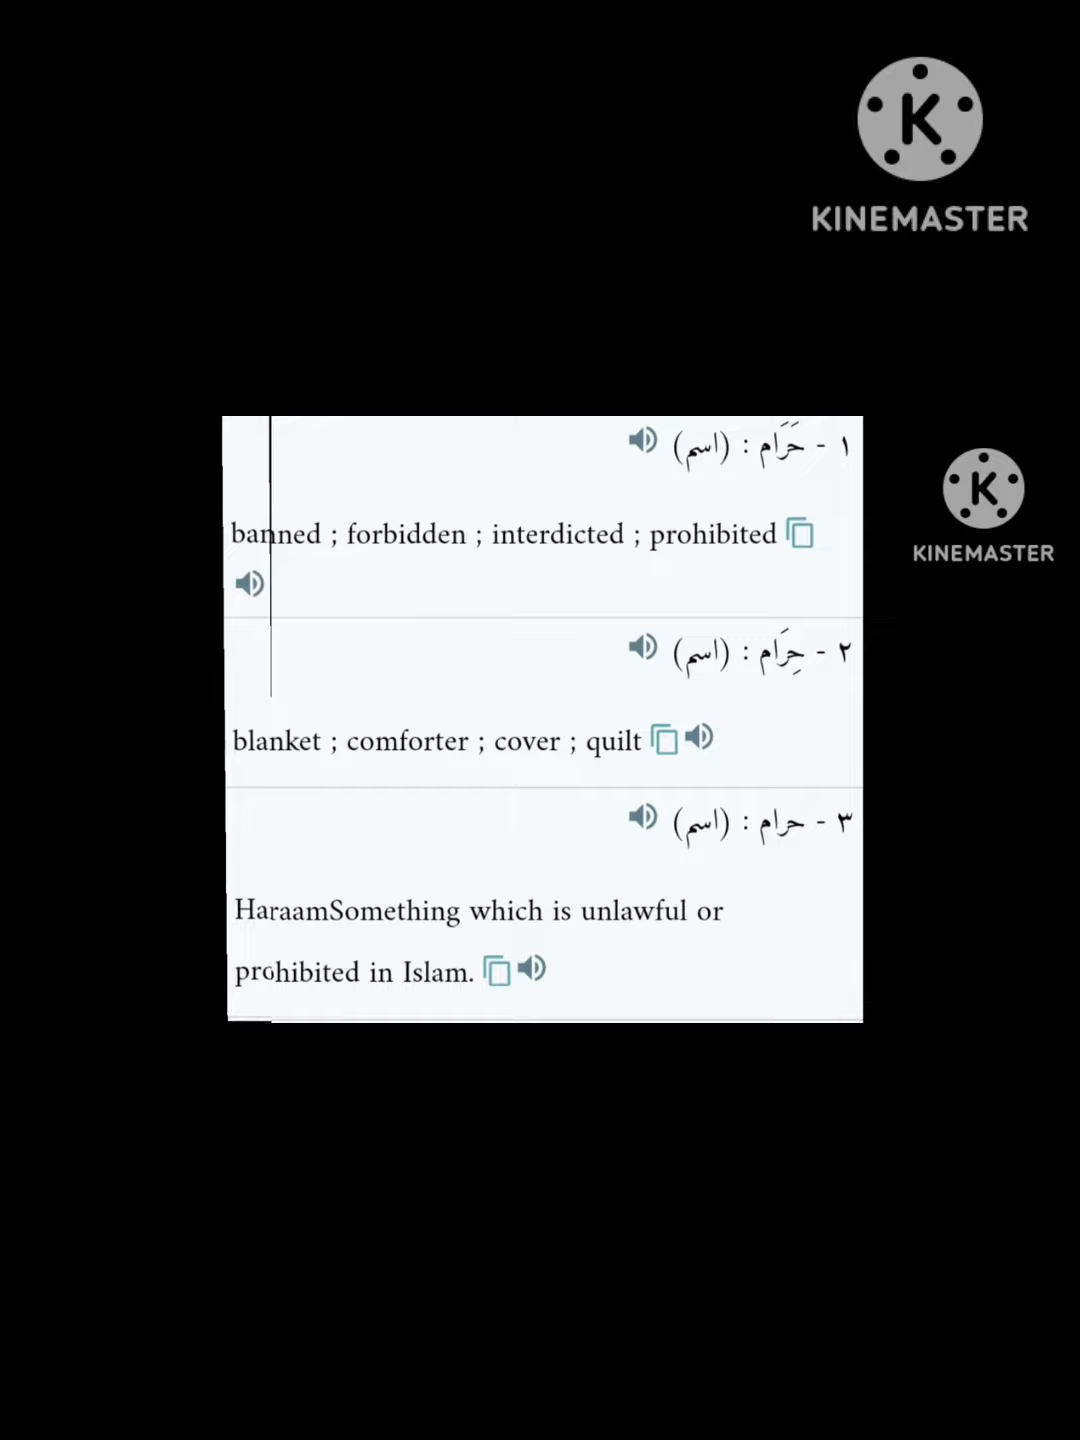 KINEMASTER
١ - حَرَام : (اسم)
banned ; forbidden ; interdicted ; prohibited
KINEMASTER
٢ - حِرَام : (اسم)
blanket ; comforter ; cover ; quilt
٣ - حرام : (اسم)
HaraamSomething which is unlawful or
prohibited in Islam.